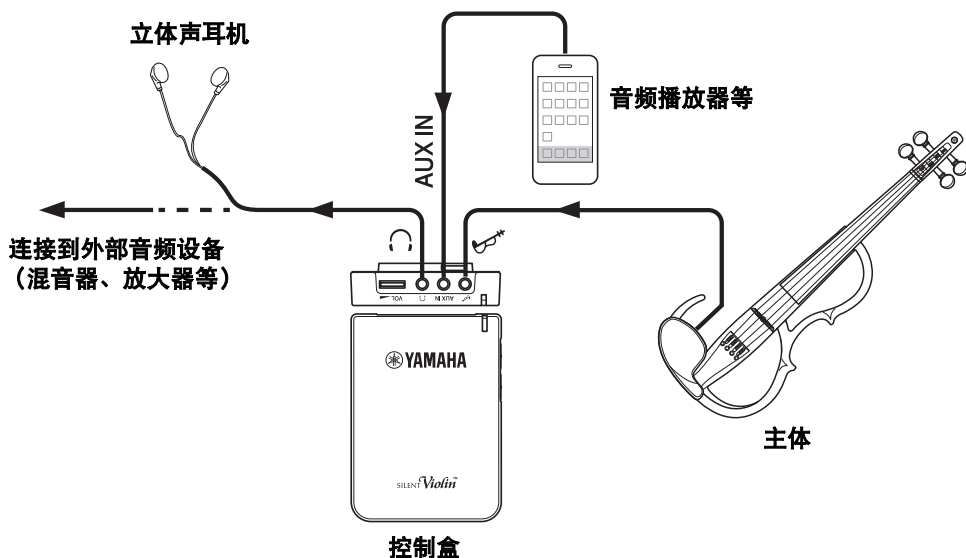 立体声耳机
AUX IN
音频播放器等
连接到外部音频设备
（混音器、放大器等）
VOL.
AUX IN
YAMAHA
SILENT Violin™
主体
控制盒